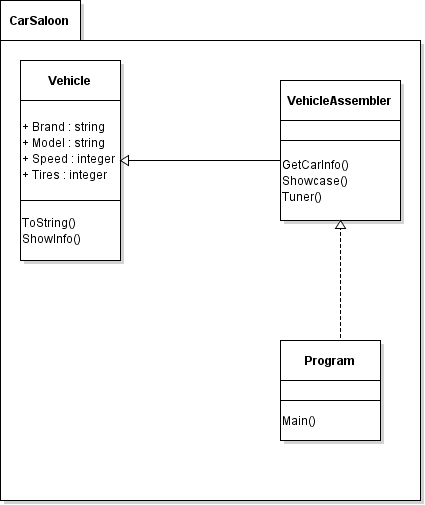 CarSaloon
Vehicle
+ Brand : string
+ Model : string
+ Speed : integer
+ Tires : integer
ToString()
ShowInfo()
VehicleAssembler
GetCarInfo()
Showcase()
Tuner()
Program
Main()